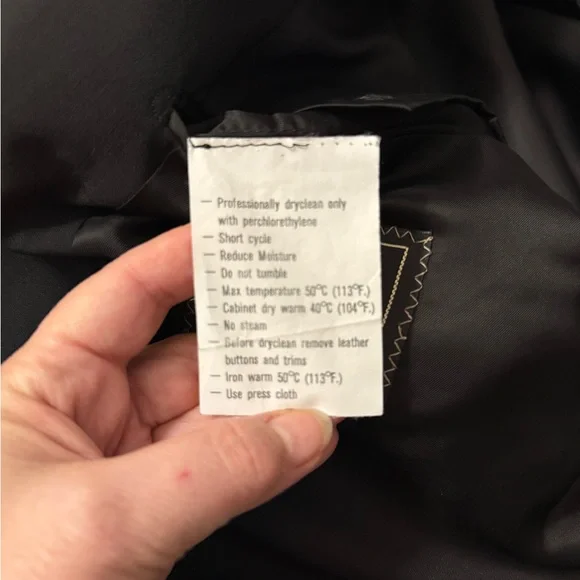 — Professionally dryclean only
with perchlorethylene
— Short cycle
— Reduce Moisture
— Do not tumble
— Max temperature 50°C (113°F.)
— Cabinet dry warm 40°C (104°F.)
— No steam
— Before dryclean remove leather
buttons and trims
— Iron warm 50°C (113°F.)
— Use press cloth